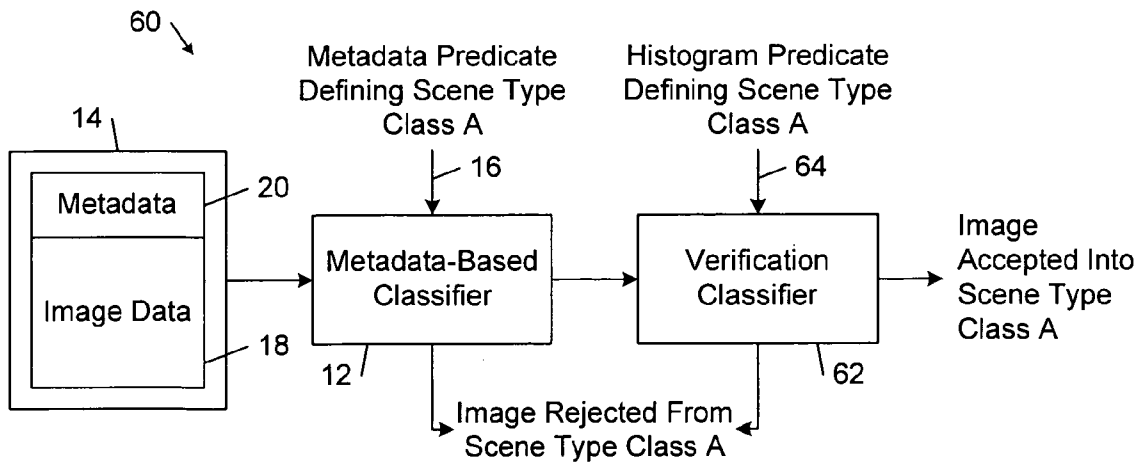 60
Metadata Predicate
Defining Scene Type
Class A
Histogram Predicate
Defining Scene Type
Class A
14
16
64
20
Metadata
Image Data
18
Metadata-Based
Classifier
12
Verification
Classifier
62
Image
Accepted Into
Scene Type
Class A
Image Rejected From
Scene Type Class A